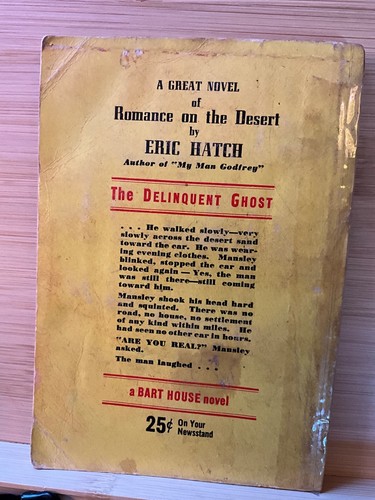 A GREAT NOVEL
of
Romance on the Desert
by
ERIC HATCH
Author of "My Man Godfrey"
The DELINQUENT GHOST
. . . He walked slowly—very
slowly across the desert sand
toward the car. He was wear-
ing evening clothes. Mansley
blinked, stopped the car and
looked again — Yes, the man
was still there—still coming
toward him.
Mansley shook his head hard
and squinted. There was no
road, no house, no settlement
of any kind within miles. He
had seen no other car in hours.
"ARE YOU REAL?" Mansley
asked.
The man laughed . . .
a BART HOUSE novel
25¢ On Your
Newsstand